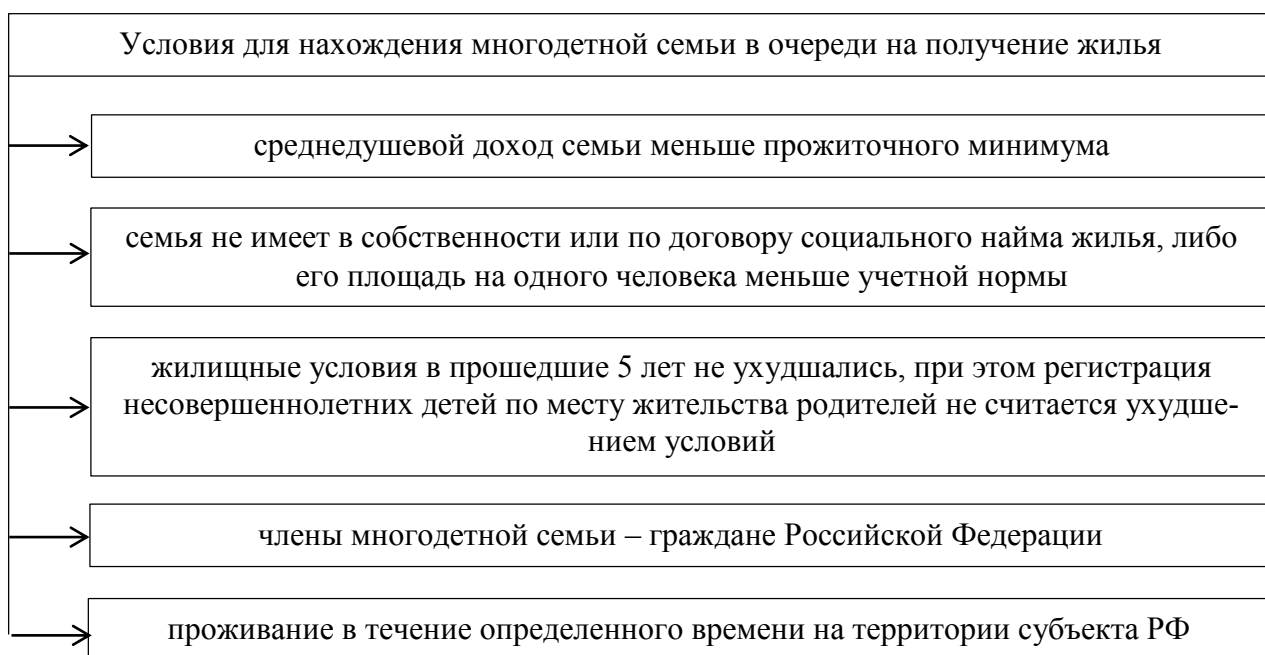 Условия для нахождения многодетной семьи в очереди на получение жилья
среднедушевой доход семьи меньше прожиточного минимума
семья не имеет в собственности или по договору социального найма жилья, либо
его площадь на одного человека меньше учетной нормы
жилищные условия в прошедшие 5 лет не ухудшались, при этом регистрация
несовершеннолетних детей по месту жительства родителей не считается ухудше-
нием условий
члены многодетной семьи – граждане Российской Федерации
проживание в течение определенного времени на территории субъекта РФ